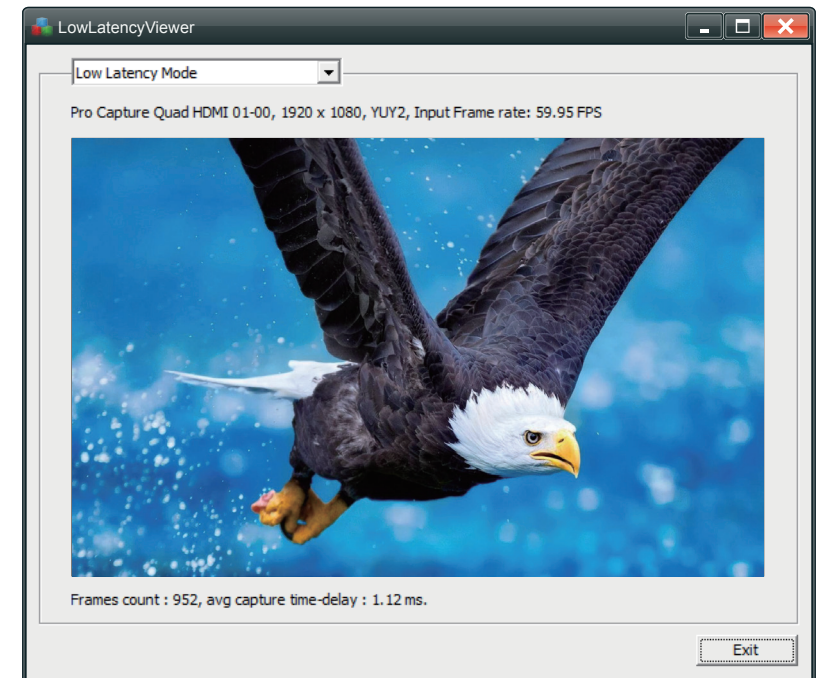 LowLatencyViewer
Low Latency Mode
Pro Capture Quad HDMI 01-00, 1920 x 1080, YUY2, Input Frame rate: 59.95 FPS
Frames count : 952, avg capture time-delay : 1.12 ms.
Exit